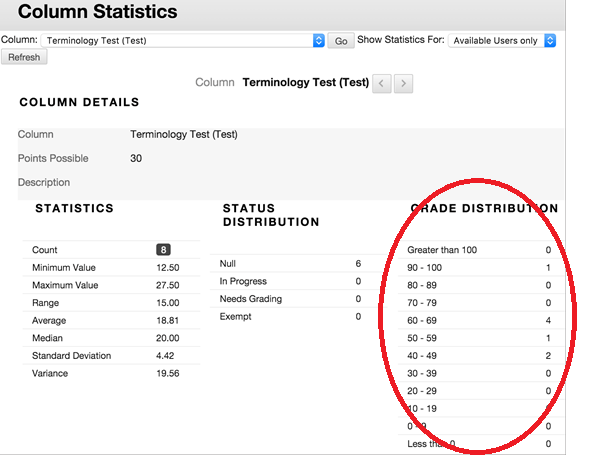 Column Statistics
Column: Terminology Test (Test) Go Show Statistics For: Available Users only
Refresh
Column Terminology Test (Test) < >
COLUMN DETAILS
Column Terminology Test (Test)
Points Possible 30
Description
STATISTICS
Count 8
Minimum Value 12.50
Maximum Value 27.50
Range 15.00
Average 18.81
Median 20.00
Standard Deviation 4.42
Variance 19.56
STATUS
DISTRIBUTION
Null 6
In Progress 0
Needs Grading 0
Exempt 0
GRADE DISTRIBUTION
Greater than 100 0
90 - 100 1
80 - 89 0
70 - 79 0
60 - 69 4
50 - 59 1
40 - 49 2
30 - 39 0
20 - 29 0
10 - 19
0 - 9 0
Less than 0 0